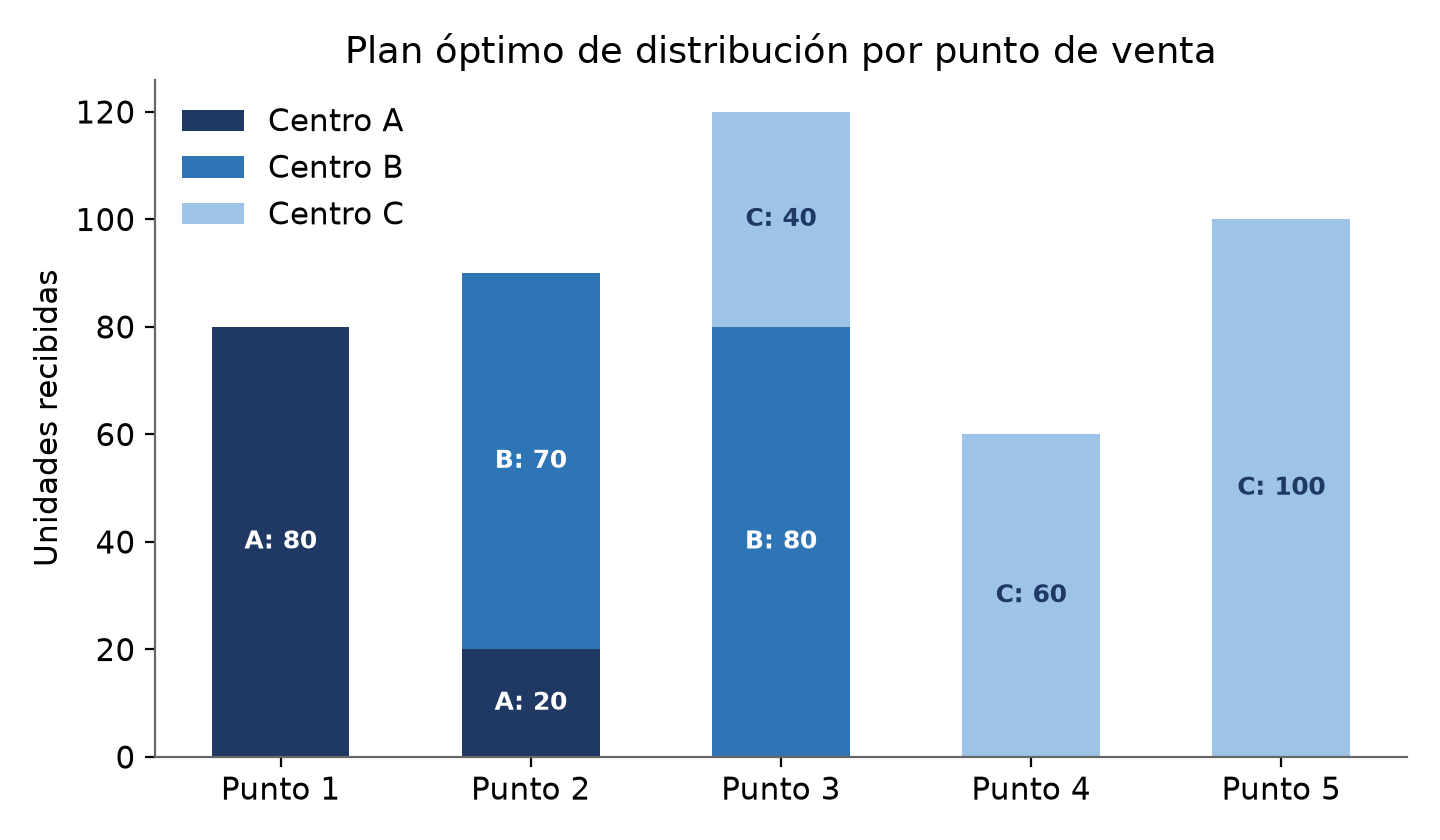 Plan óptimo de distribución por punto de venta
Centro A
Centro B
Centro C
Unidades recibidas
120
100
80
60
40
20
0
A: 80
B: 70
A: 20
C: 40
B: 80
C: 60
C: 100
Punto 1
Punto 2
Punto 3
Punto 4
Punto 5